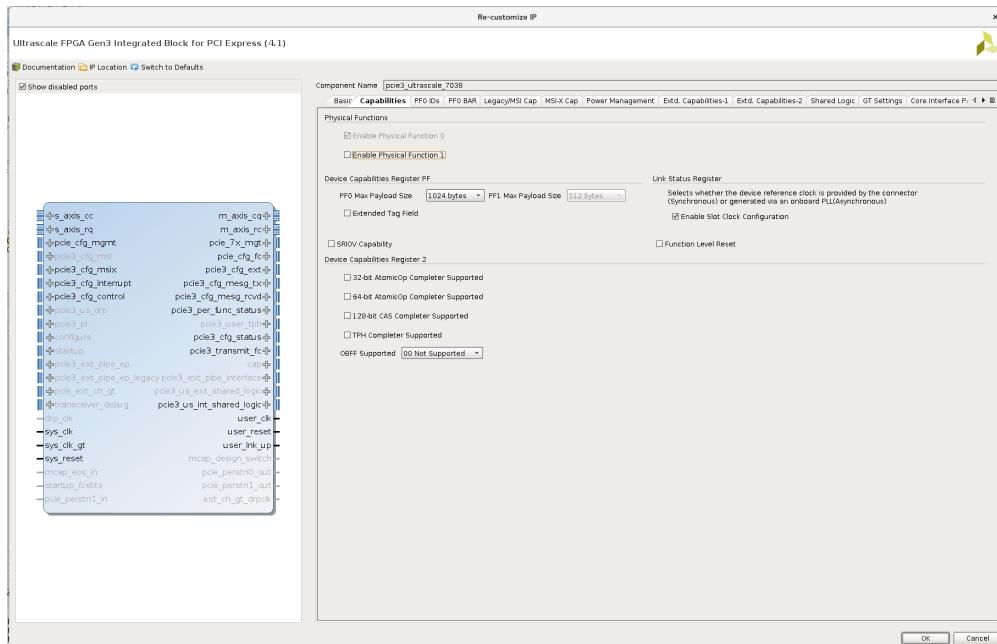 Re-customize IP
Ultrascale FPGA Gen3 Integrated Block for PCI Express (4.1)
Documentation IP Location Switch to Defaults
Show disabled ports
s_axis_cc m_axis_cq
s_axis_rq m_axis_rc
pcie_cfg_mgmt pcie_7x_mgt
pcie3_cfg_msi pcie_cfg_fc
pcie3_cfg_msix pcie3_cfg_ext
pcie3_cfg_interrupt pcie3_cfg_mesg_tx
pcie3_cfg_control pcie3_cfg_mesg_rcvd
pcie3_us_drp pcie3_per_func_status
pcie3_pl pcie3_user_tph
configure pcie3_cfg_status
startup pcie3_transmit_fc
pcie3_ext_pipe_ep cap
pcie3_ext_pipe_ep_legacy pcie3_ext_pipe_interface
pcie_ext_ch_gt pcie3_us_ext_shared_logic
transceiver_debug pcie3_us_int_shared_logic
drp_clk user_clk
sys_clk user_reset
sys_clk_gt user_lnk_up
sys_reset mcap_design_switch
mcap_eos_in pcie_perstn0_out
startup_fcsbts pcie_perstn1_out
pcie_perstn1_in ext_ch_gt_drpclk
Component Name pcie3_ultrascale_7038
Basic Capabilities PF0 IDs PF0 BAR Legacy/MSI Cap MSI-X Cap Power Management Extd. Capabilities-1 Extd. Capabilities-2 Shared Logic GT Settings Core Interface P
Physical Functions
Enable Physical Function 0
Enable Physical Function 1
Device Capabilities Register PF
PF0 Max Payload Size 1024 bytes PF1 Max Payload Size 512 bytes
Extended Tag Field
Link Status Register
Selects whether the device reference clock is provided by the connector
(Synchronous) or generated via an onboard PLL(Asynchronous)
Enable Slot Clock Configuration
SRIOV Capability
Function Level Reset
Device Capabilities Register 2
32-bit AtomicOp Completer Supported
64-bit AtomicOp Completer Supported
128-bit CAS Completer Supported
TPH Completer Supported
OBFF Supported 00 Not Supported
OK Cancel